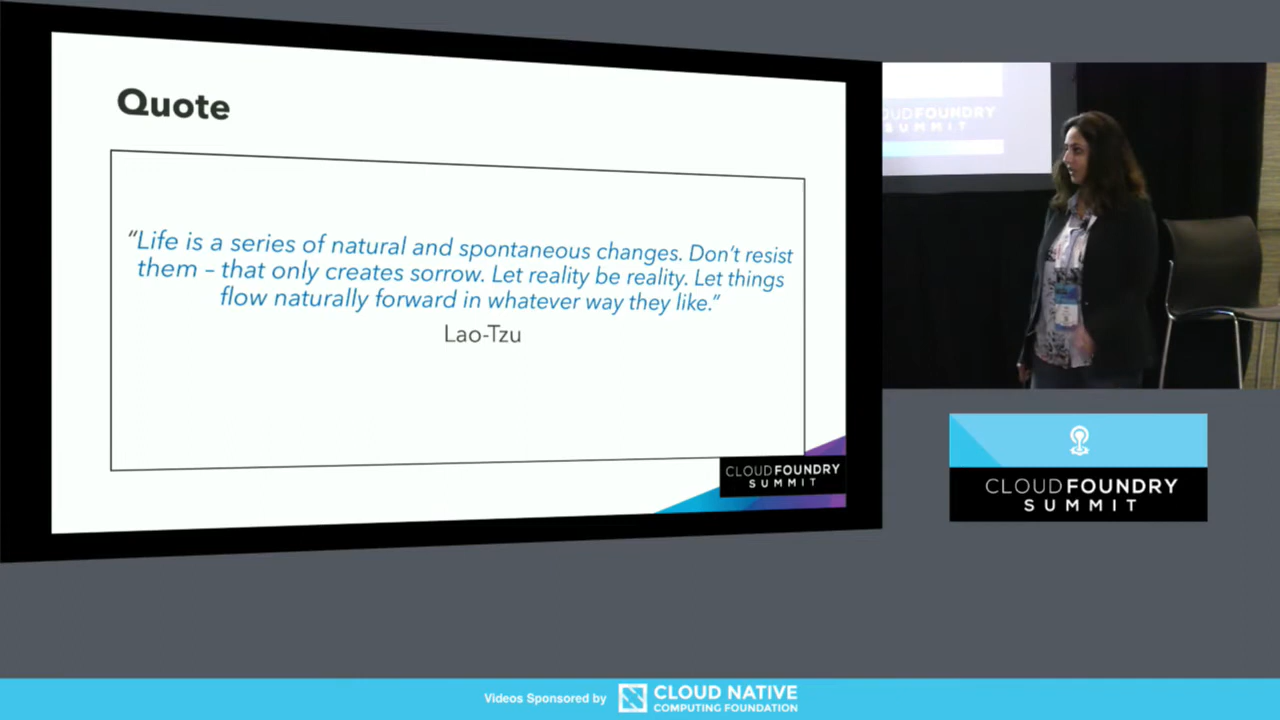 Quote
“Life is a series of natural and spontaneous changes. Don’t resist
them – that only creates sorrow. Let reality be reality. Let things
flow naturally forward in whatever way they like.”
Lao-Tzu
CLOUD FOUNDRY
SUMMIT
OUDFOUNDRY
SUMMIT
CLOUD FOUNDRY
SUMMIT
Videos Sponsored by
CLOUD NATIVE
COMPUTING FOUNDATION